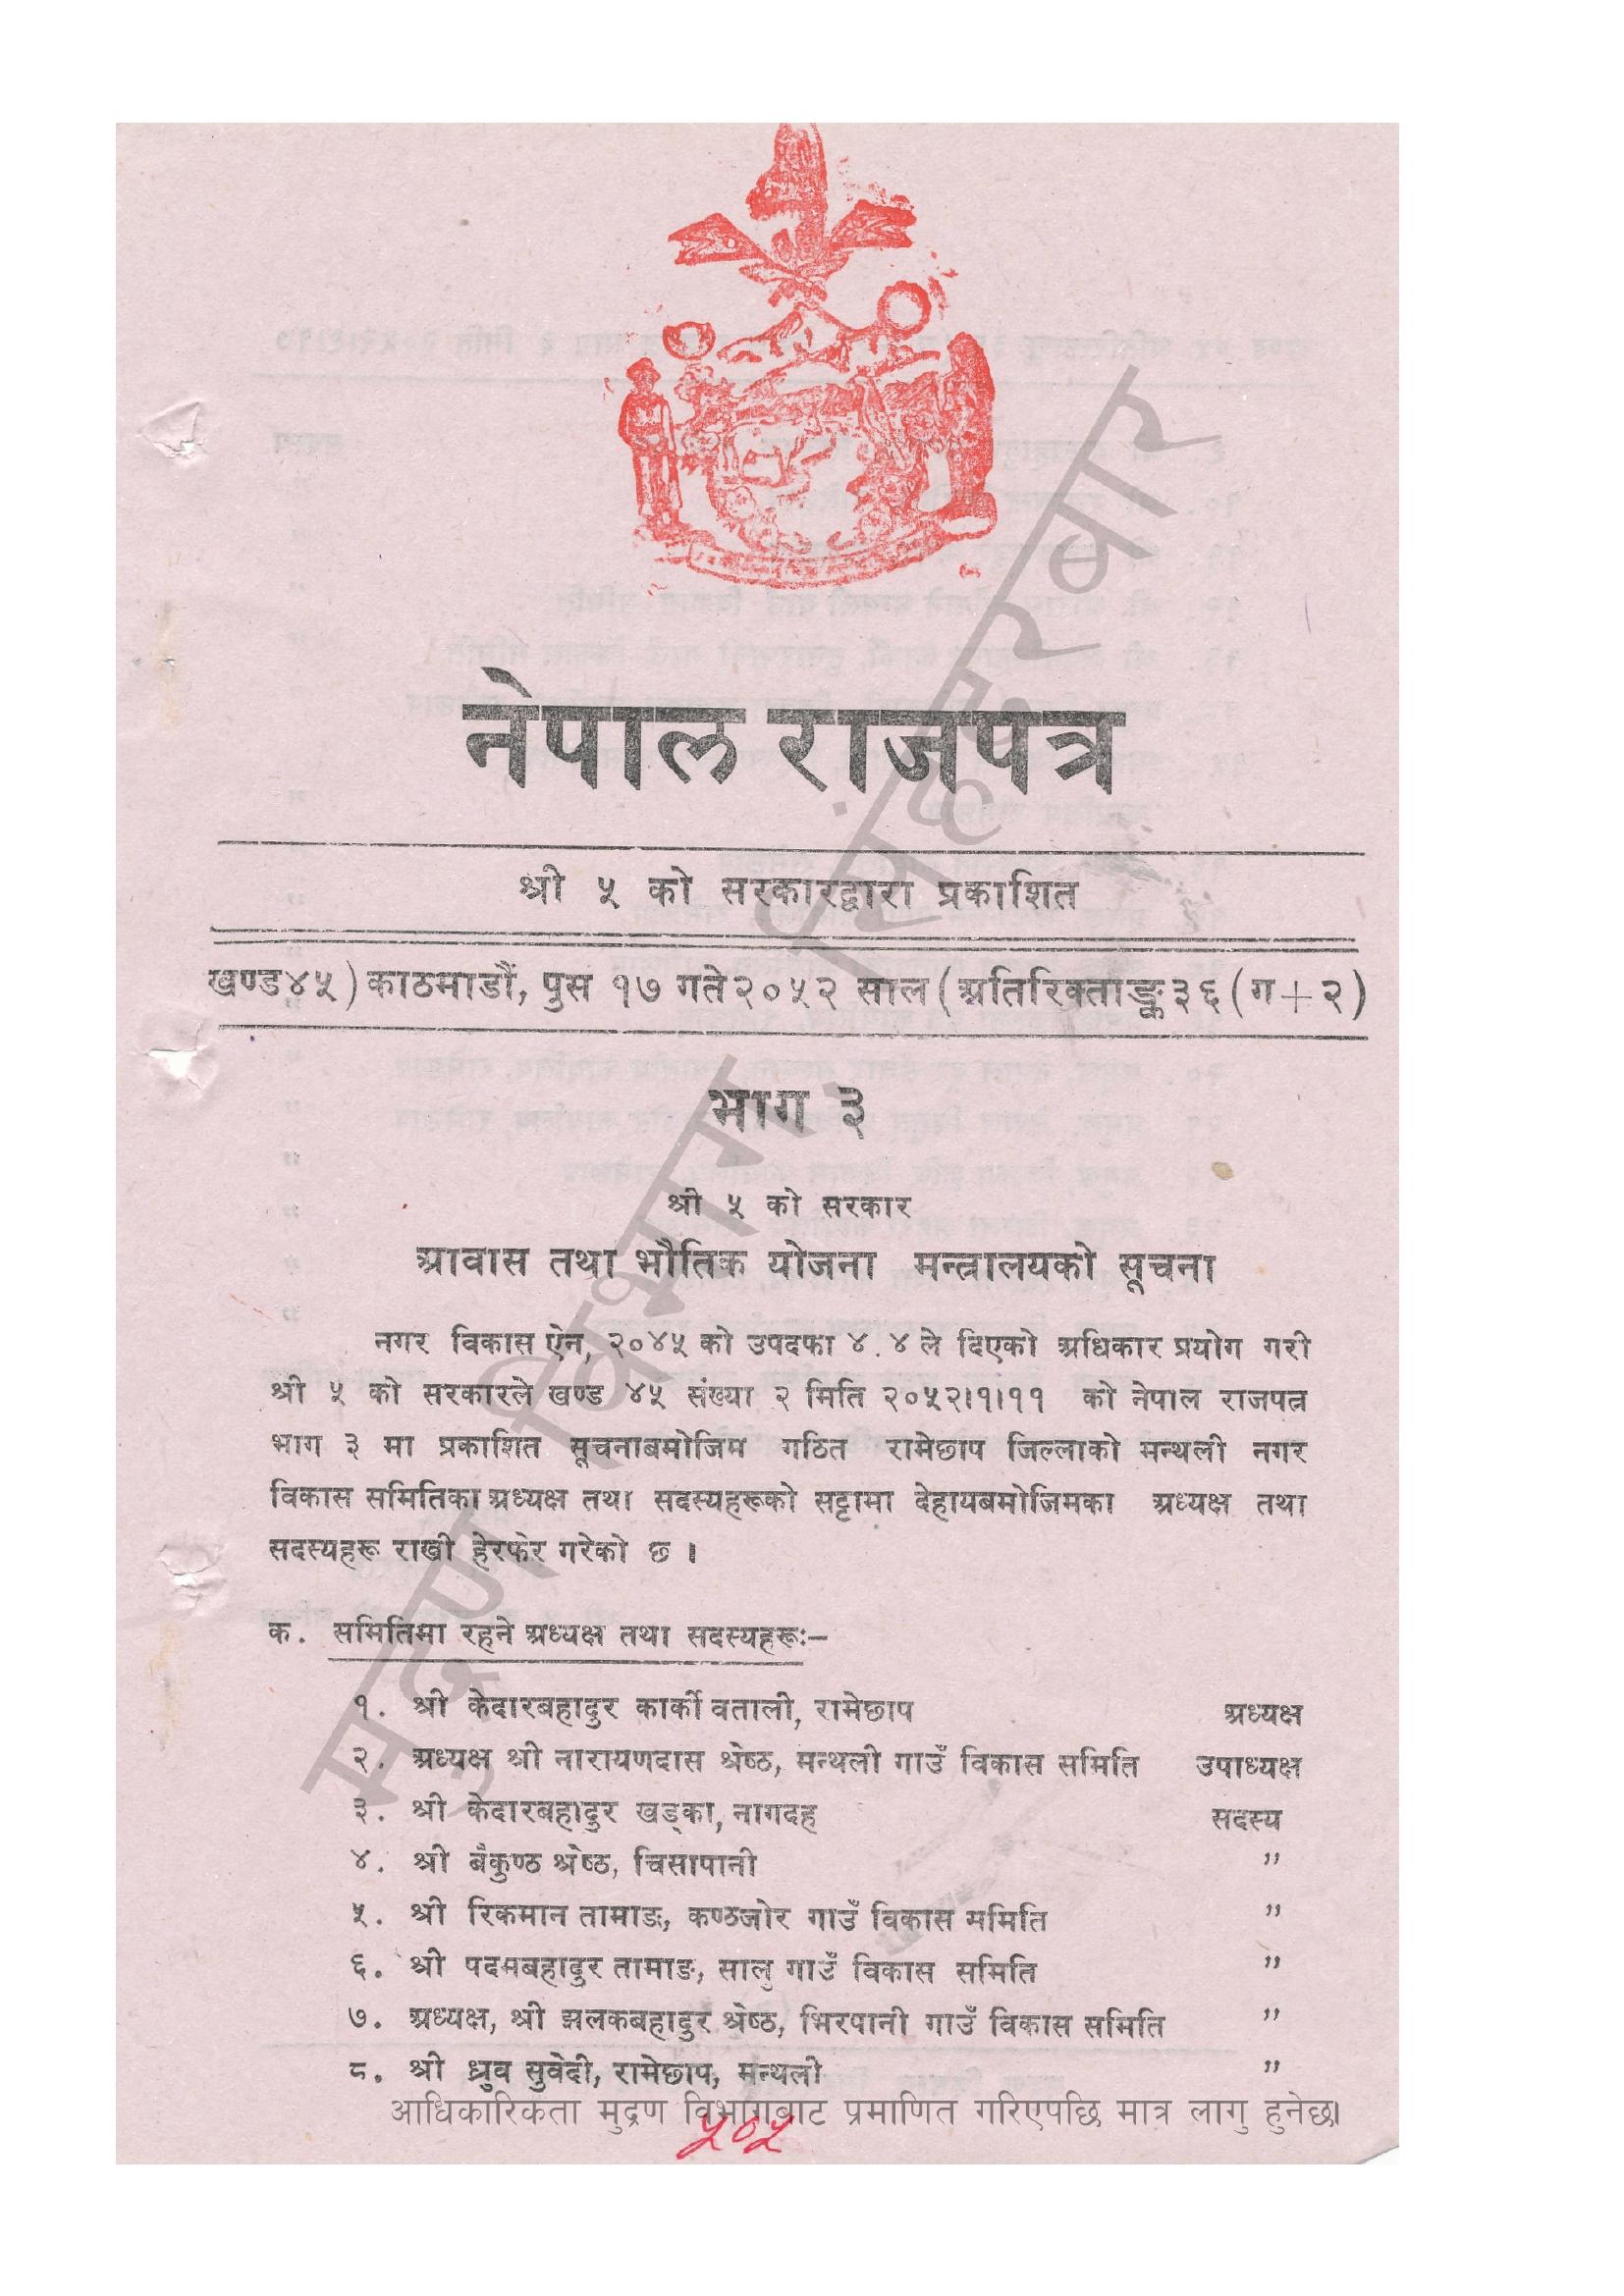 नेपाल राजपत्र
श्री ५ को सरकारद्वारा प्रकाशित
खण्ड४५) काठमाडौं, पुस १७ गते२०५२ साल (अतिरिक्ताङ्क३६(ग+२)
भाग ३
श्री ५ को सरकार
आवास तथा भौतिक योजना मन्त्रालयको सूचना
नगर विकास ऐन, २०४५ को उपदफा ४.४ ले दिएको अधिकार प्रयोग गरी
श्री ५ को सरकारले खण्ड ४५ संख्या २ मिति २०५२।१।११ को नेपाल राजपत्र
भाग ३ मा प्रकाशित सूचनाबमोजिम गठित रामेछाप जिल्लाको मन्थली नगर
विकास समितिका अध्यक्ष तथा सदस्यहरूको सट्टामा देहायबमोजिमका अध्यक्ष तथा
सदस्यहरू राखी हेरफेर गरेको छ ।
क. समितिमा रहने अध्यक्ष तथा सदस्यहरूः–
१. श्री केदारबहादुर कार्की वताली, रामेछाप अध्यक्ष
२. अध्यक्ष श्री नारायणदास श्रेष्ठ, मन्थली गाउँ विकास समिति उपाध्यक्ष
३. श्री केदारबहादुर खड्का, नागदह सदस्य
४. श्री बैकुण्ठ श्रेष्ठ, चिसापानी ”
५. श्री रिकमान तामाङ, कण्ठजोर गाउँ विकास समिति ”
६. श्री पदमबहादुर तामाङ, सालु गाउँ विकास समिति ”
७. अध्यक्ष, श्री झलकबहादुर श्रेष्ठ, भिरपानी गाउँ विकास समिति ”
८. श्री ध्रुव सुवेदी, रामेछाप, मन्थली ”
आधिकारिकता मुद्रण विभागबाट प्रमाणित गरिएपछि मात्र लागु हुनेछ।
५०५
मुद्रण विभाग, सिंहदरवार